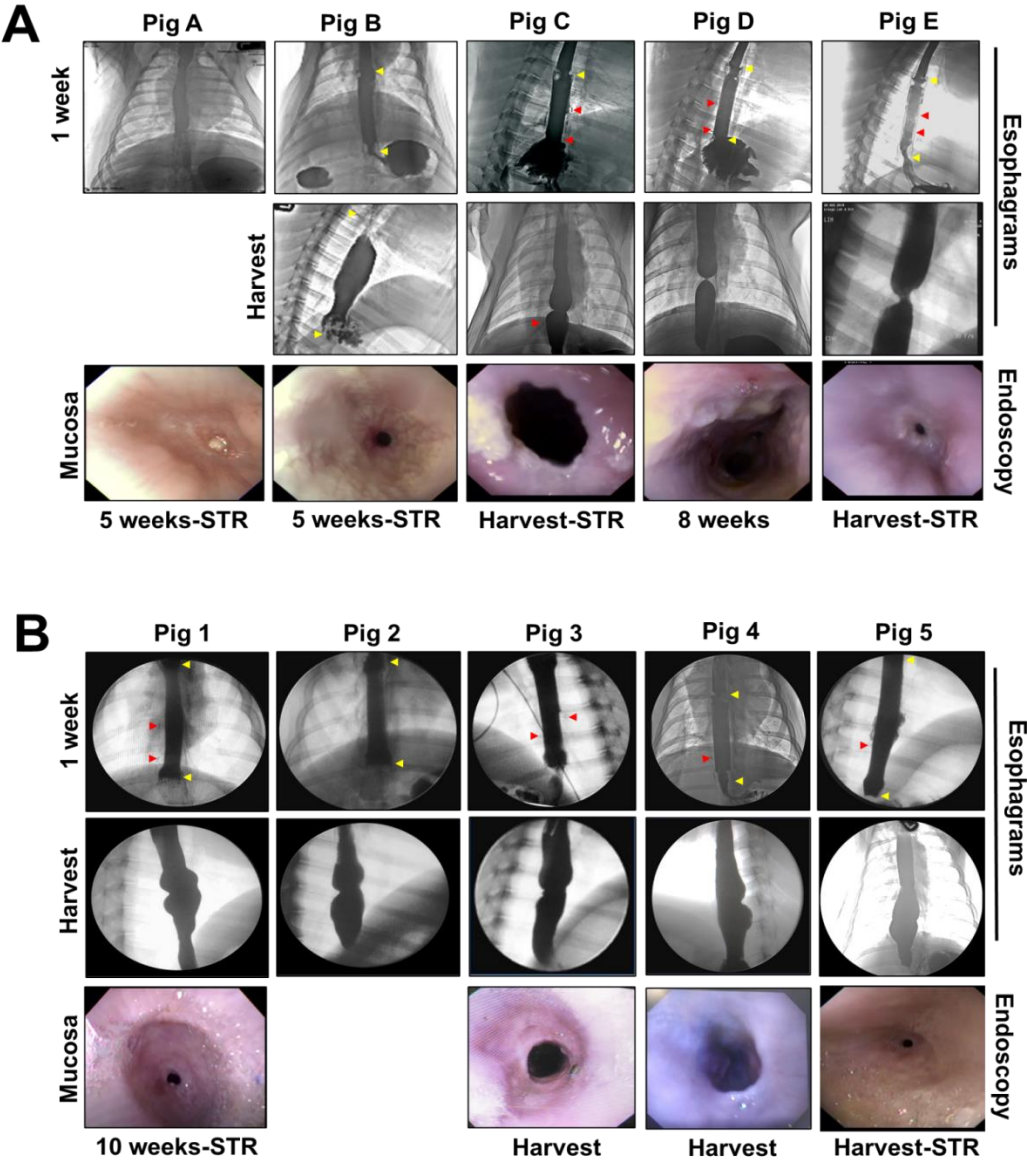 A
Pig A Pig B Pig C Pig D Pig E
1 week
Harvest
Esophagrams
Mucosa
Endoscopy
5 weeks-STR 5 weeks-STR Harvest-STR 8 weeks Harvest-STR
B
Pig 1 Pig 2 Pig 3 Pig 4 Pig 5
1 week
Harvest
Esophagrams
Mucosa
Endoscopy
10 weeks-STR Harvest Harvest Harvest-STR